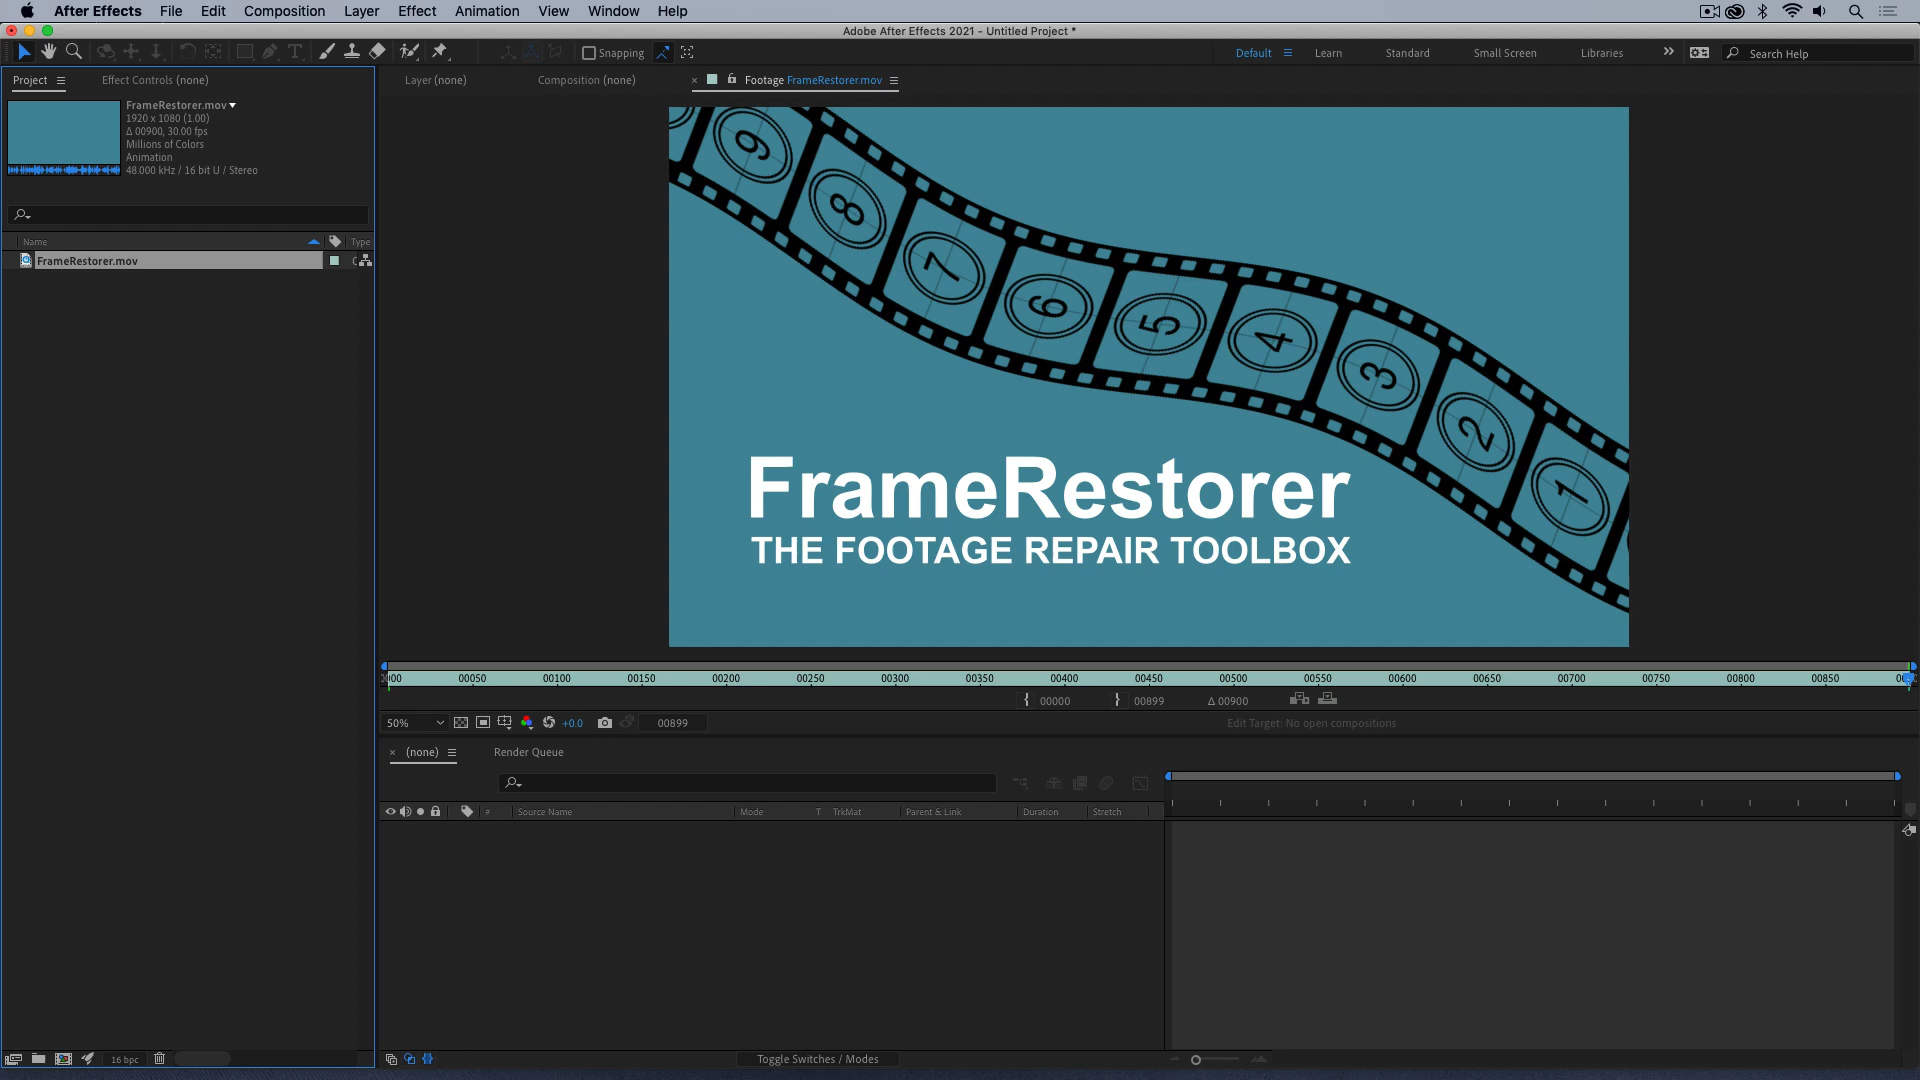 After Effects File Edit Composition Layer Effect Animation View Window Help
Adobe After Effects 2021 - Untitled Project *
Snapping
Default Learn Standard Small Screen Libraries Search Help
Project Effect Controls (none)
Layer (none) Composition (none) Footage FrameRestorer.mov
FrameRestorer.mov
1920 x 1080 (1.00)
Δ 00900, 30.00 fps
Millions of Colors
Animation
48.000 kHz / 16 bit U / Stereo
Name Type
FrameRestorer.mov
9 8 7 6 5 4 3 2 1
FrameRestorer
THE FOOTAGE REPAIR TOOLBOX
00050 00100 00150 00200 00250 00300 00350 00400 00450 00500 00550 00600 00650 00700 00750 00800 00850
00000 00899 Δ 00900
50% +0.0 00899 Edit Target: No open compositions
(none) Render Queue
# Source Name Mode T TrkMat Parent & Link Duration Stretch
16 bpc Toggle Switches / Modes